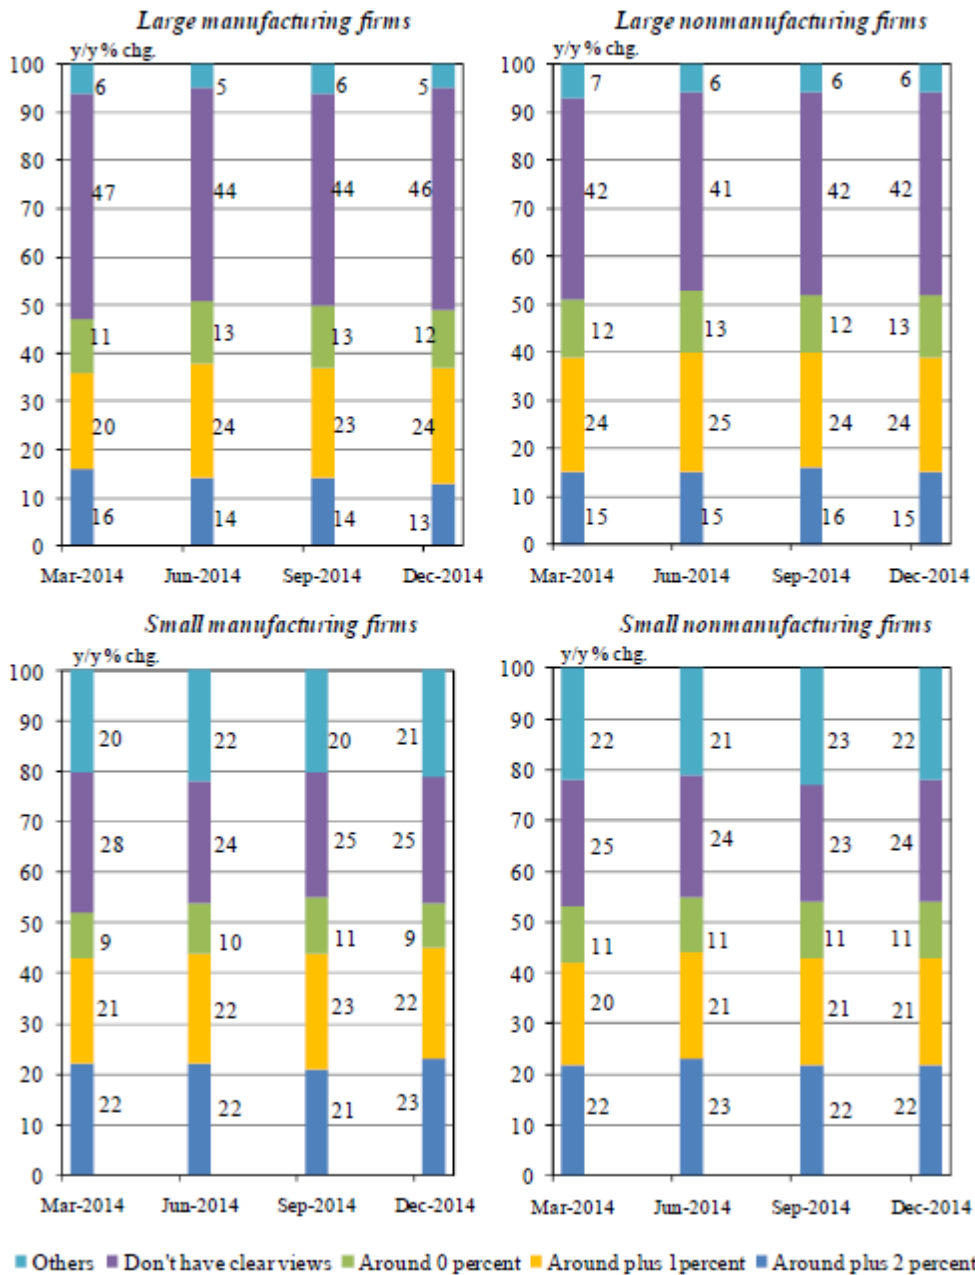 Large manufacturing firms
y/y % chg.
100
90
80
70
60
50
40
30
20
10
0
6 5 6 5
47 44 44 46
11 13 13 12
20 24 23 24
16 14 14 13
Mar-2014 Jun-2014 Sep-2014 Dec-2014
Large nonmanufacturing firms
y/y % chg.
100
90
80
70
60
50
40
30
20
10
0
7 6 6 6
42 41 42 42
12 13 12 13
24 25 24 24
15 15 16 15
Mar-2014 Jun-2014 Sep-2014 Dec-2014
Small manufacturing firms
y/y % chg.
100
90
80
70
60
50
40
30
20
10
0
20 22 20 21
28 24 25 25
9 10 11 9
21 22 23 22
22 22 21 23
Mar-2014 Jun-2014 Sep-2014 Dec-2014
Small nonmanufacturing firms
y/y % chg.
100
90
80
70
60
50
40
30
20
10
0
22 21 23 22
25 24 23 24
11 11 11 11
20 21 21 21
22 23 22 22
Mar-2014 Jun-2014 Sep-2014 Dec-2014
Others Don't have clear views Around 0 percent Around plus 1percent Around plus 2 percent